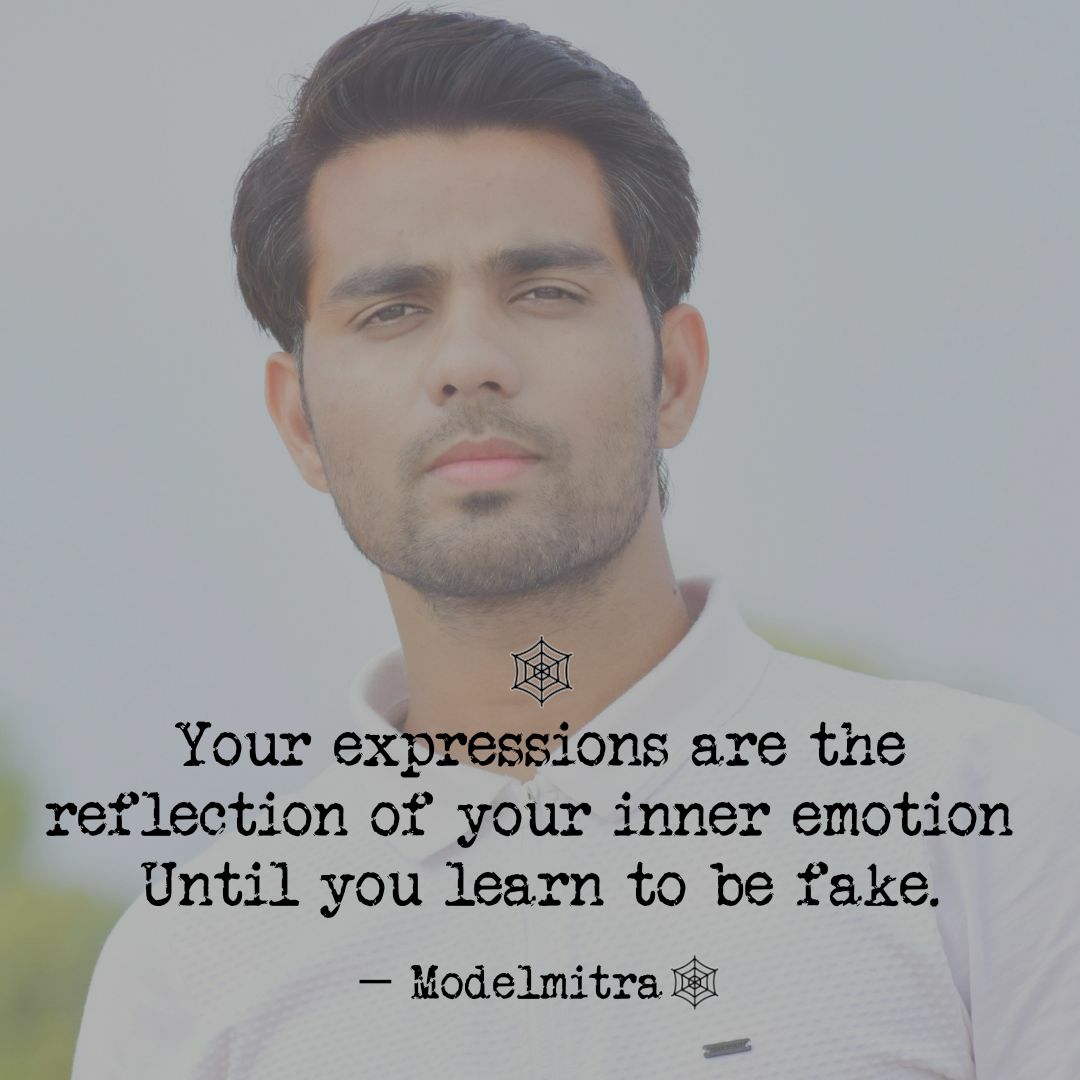 Your expressions are the
reflection of your inner emotion
Until you learn to be fake.
— Modelmitra